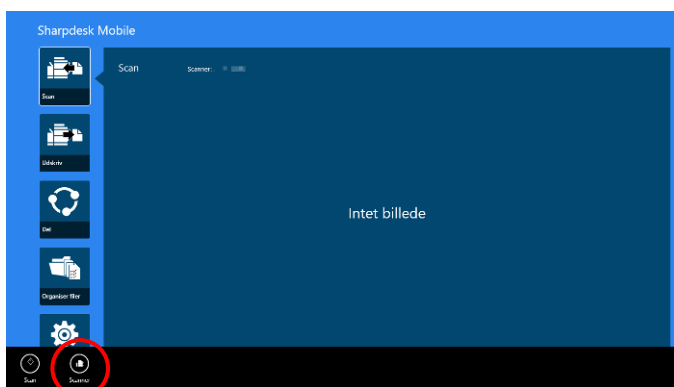 Sharpdesk Mobile
Scan
Scanner:
Scan
Udskriv
Del
Organiser filer
Intet billede
Scan
Scanner